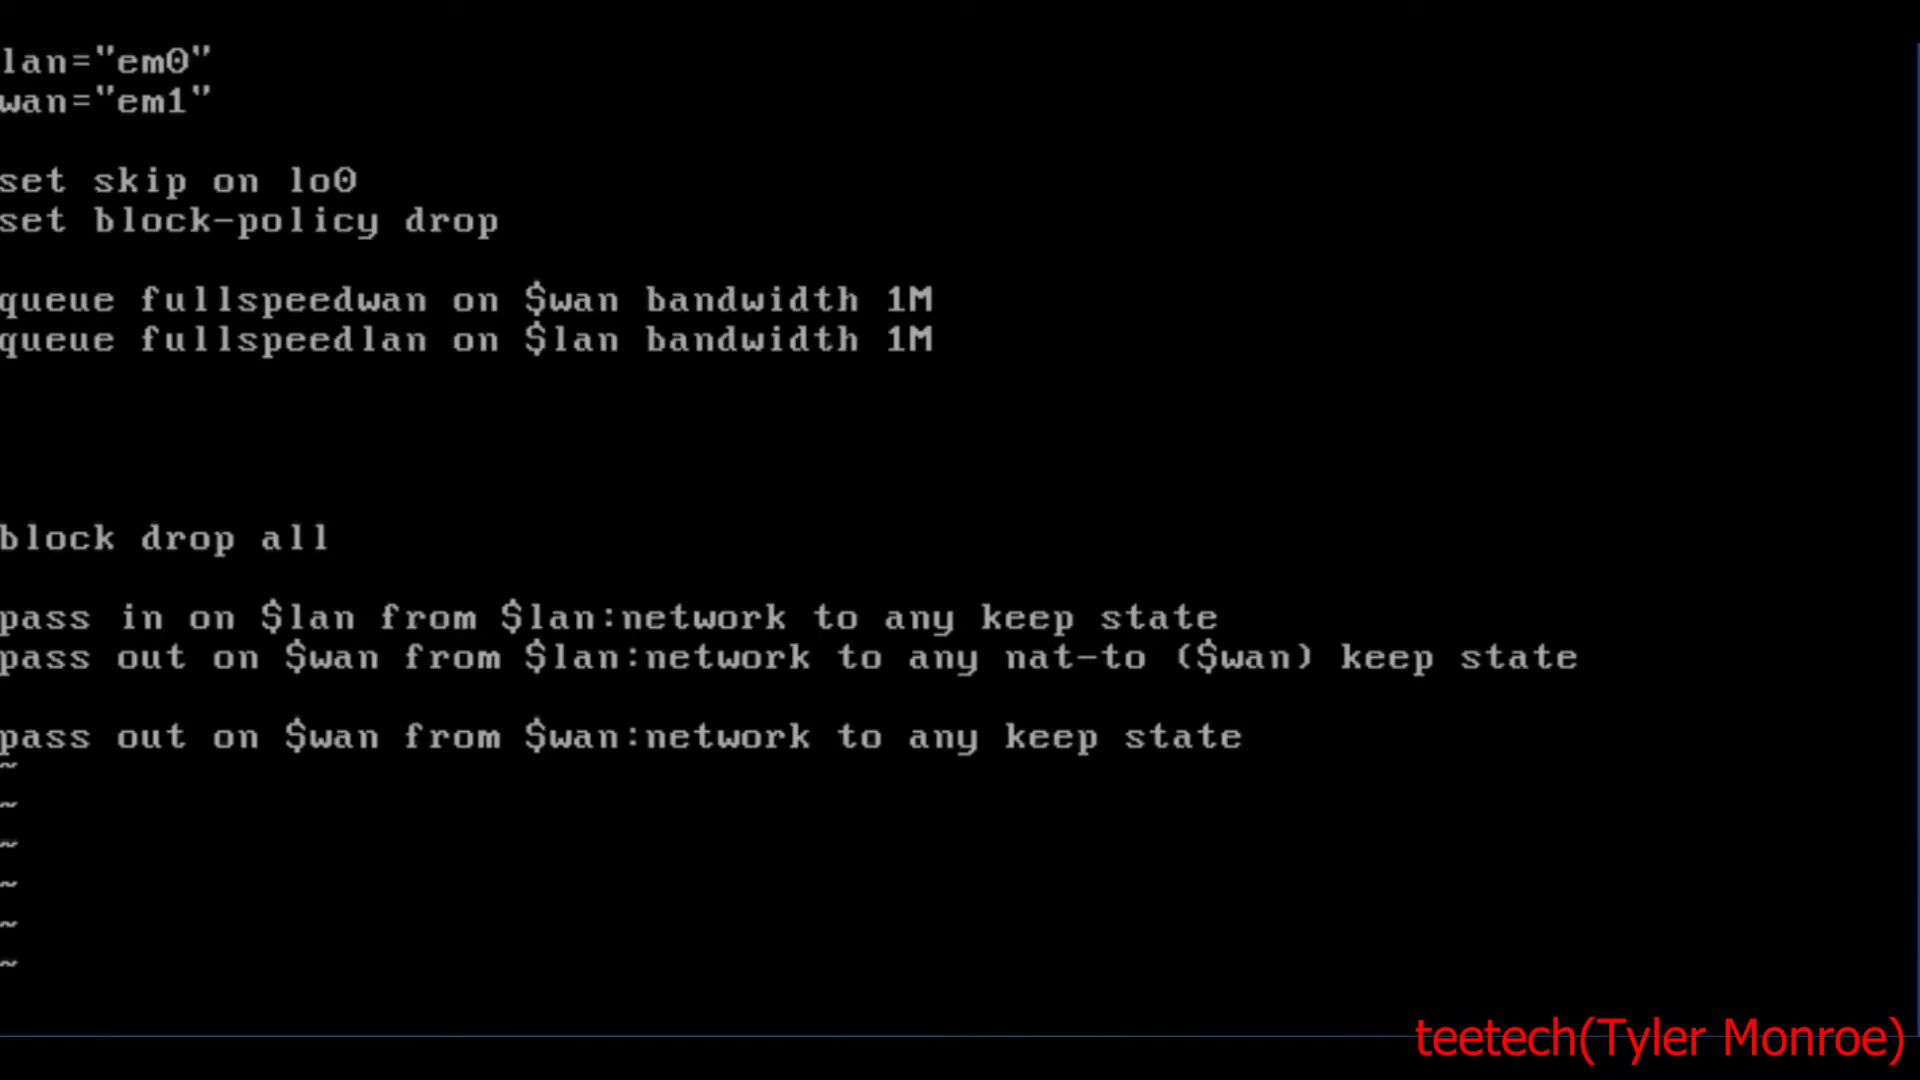 lan="em0"
wan="em1"
set skip on lo0
set block-policy drop
queue fullspeedwan on $wan bandwidth 1M
queue fullspeedlan on $lan bandwidth 1M
block drop all
pass in on $lan from $lan:network to any keep state
pass out on $wan from $lan:network to any nat-to ($wan) keep state
pass out on $wan from $wan:network to any keep state
~
~
~
~
~
~
teetech(Tyler Monroe)